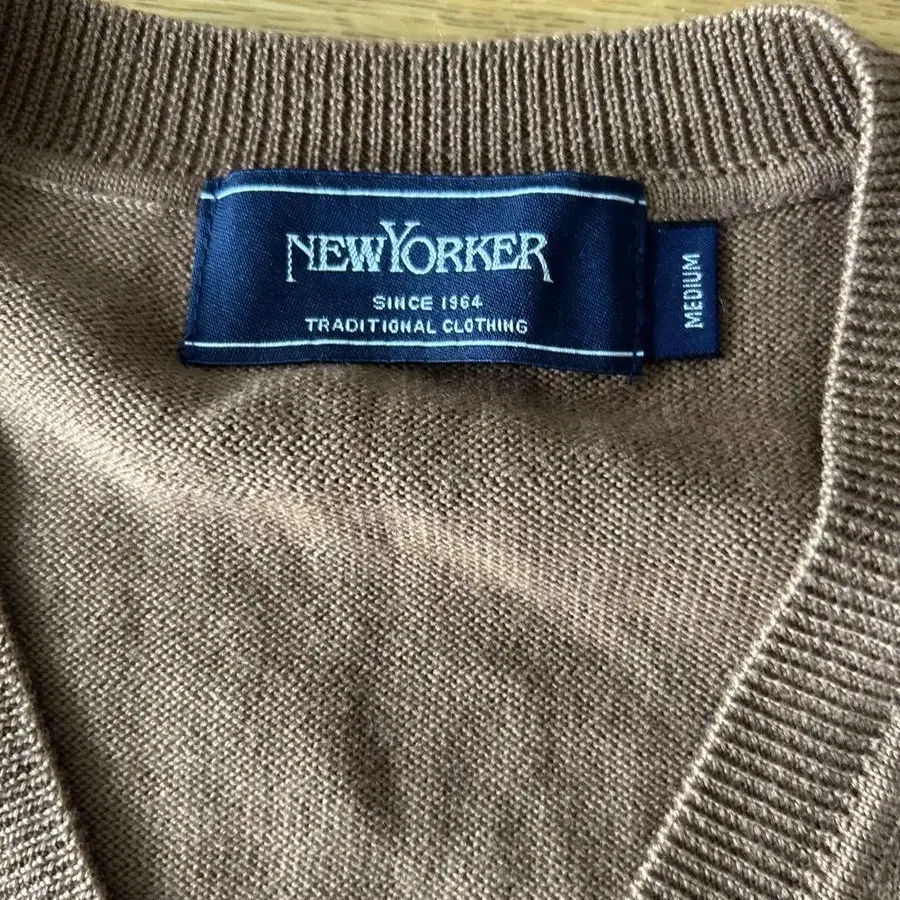 NEWYORKER
SINCE 1964
TRADITIONAL CLOTHING
MEDIUM